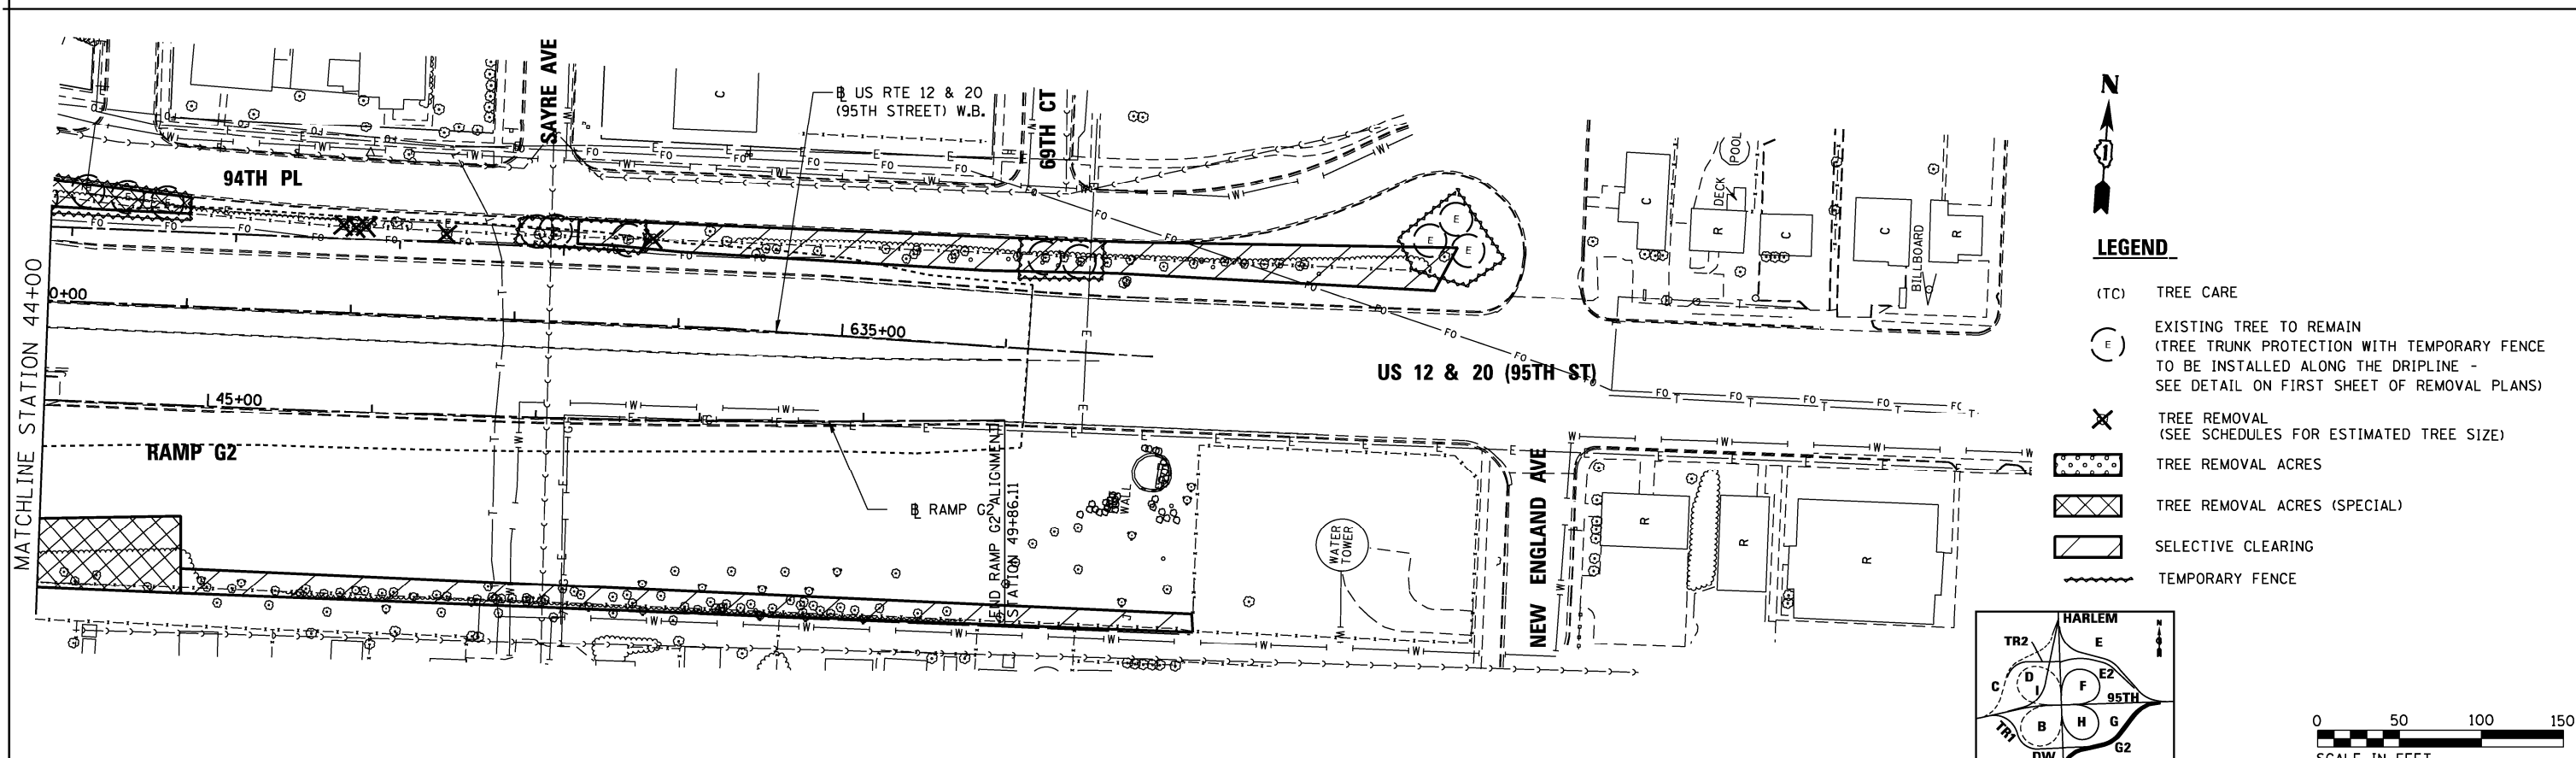 SAYRE AVE
℄ US RTE 12 & 20
(95TH STREET) W.B.
69TH CT
94TH PL
C
POOL
DECK
C
R
C
C
R
BILLBOARD
N
LEGEND
(TC) TREE CARE
E EXISTING TREE TO REMAIN
(TREE TRUNK PROTECTION WITH TEMPORARY FENCE
TO BE INSTALLED ALONG THE DRIPLINE -
SEE DETAIL ON FIRST SHEET OF REMOVAL PLANS)
TREE REMOVAL
(SEE SCHEDULES FOR ESTIMATED TREE SIZE)
TREE REMOVAL ACRES
TREE REMOVAL ACRES (SPECIAL)
SELECTIVE CLEARING
TEMPORARY FENCE
E
E
E
MATCHLINE STATION 44+00
0+00
635+00
US 12 & 20 (95TH ST)
45+00
RAMP G2
℄ RAMP G2
END RAMP G2 ALIGNMENT
STATION 49+86.11
WALL
WATER
TOWER
NEW ENGLAND AVE
R
R
R
HARLEM
N
TR2
E
D
E2
C
I
F
95TH
B
H
G
TR1
G2
DW
0 50 100 150
SCALE IN FEET